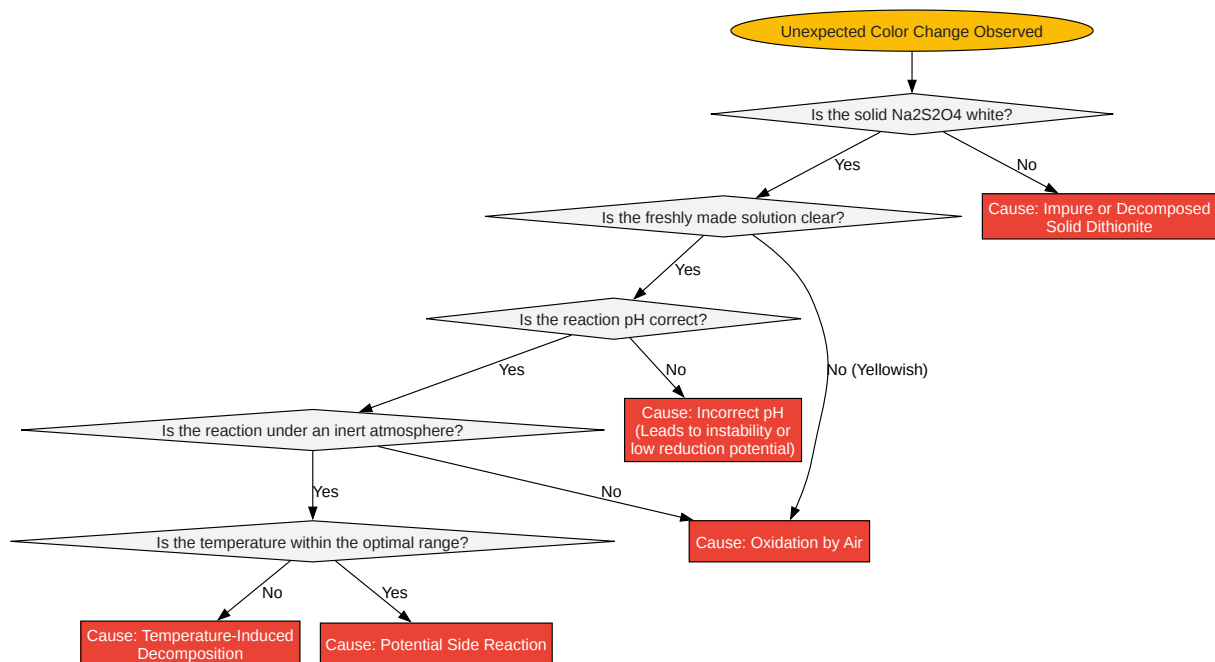 Unexpected Color Change Observed
Is the solid Na2S2O4 white?
Yes
No
Cause: Impure or Decomposed
Solid Dithionite
Is the freshly made solution clear?
Yes
No (Yellowish)
Is the reaction pH correct?
Yes
No
Cause: Incorrect pH
(Leads to instability or
low reduction potential)
Is the reaction under an inert atmosphere?
Yes
No
Cause: Oxidation by Air
Is the temperature within the optimal range?
No
Yes
Cause: Temperature-Induced
Decomposition
Cause: Potential Side Reaction